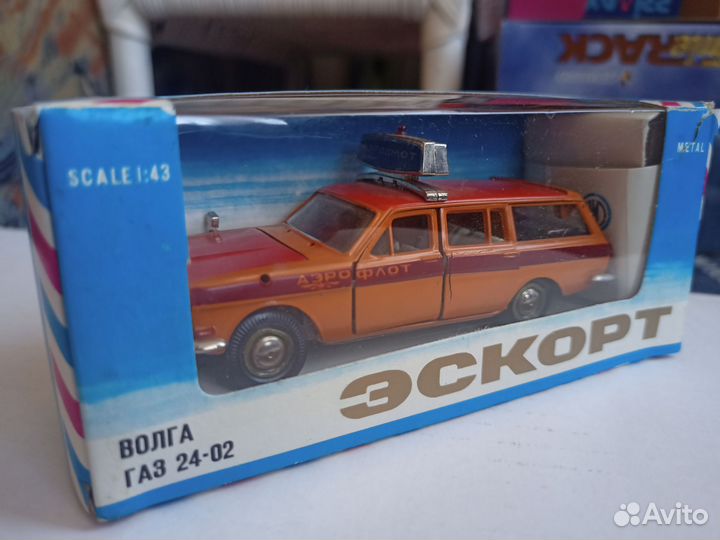 SCALE 1:43
METAL
АЭРОФЛОТ
ЭСКОРТ
ВОЛГА
ГАЗ 24-02
RACK
Avito